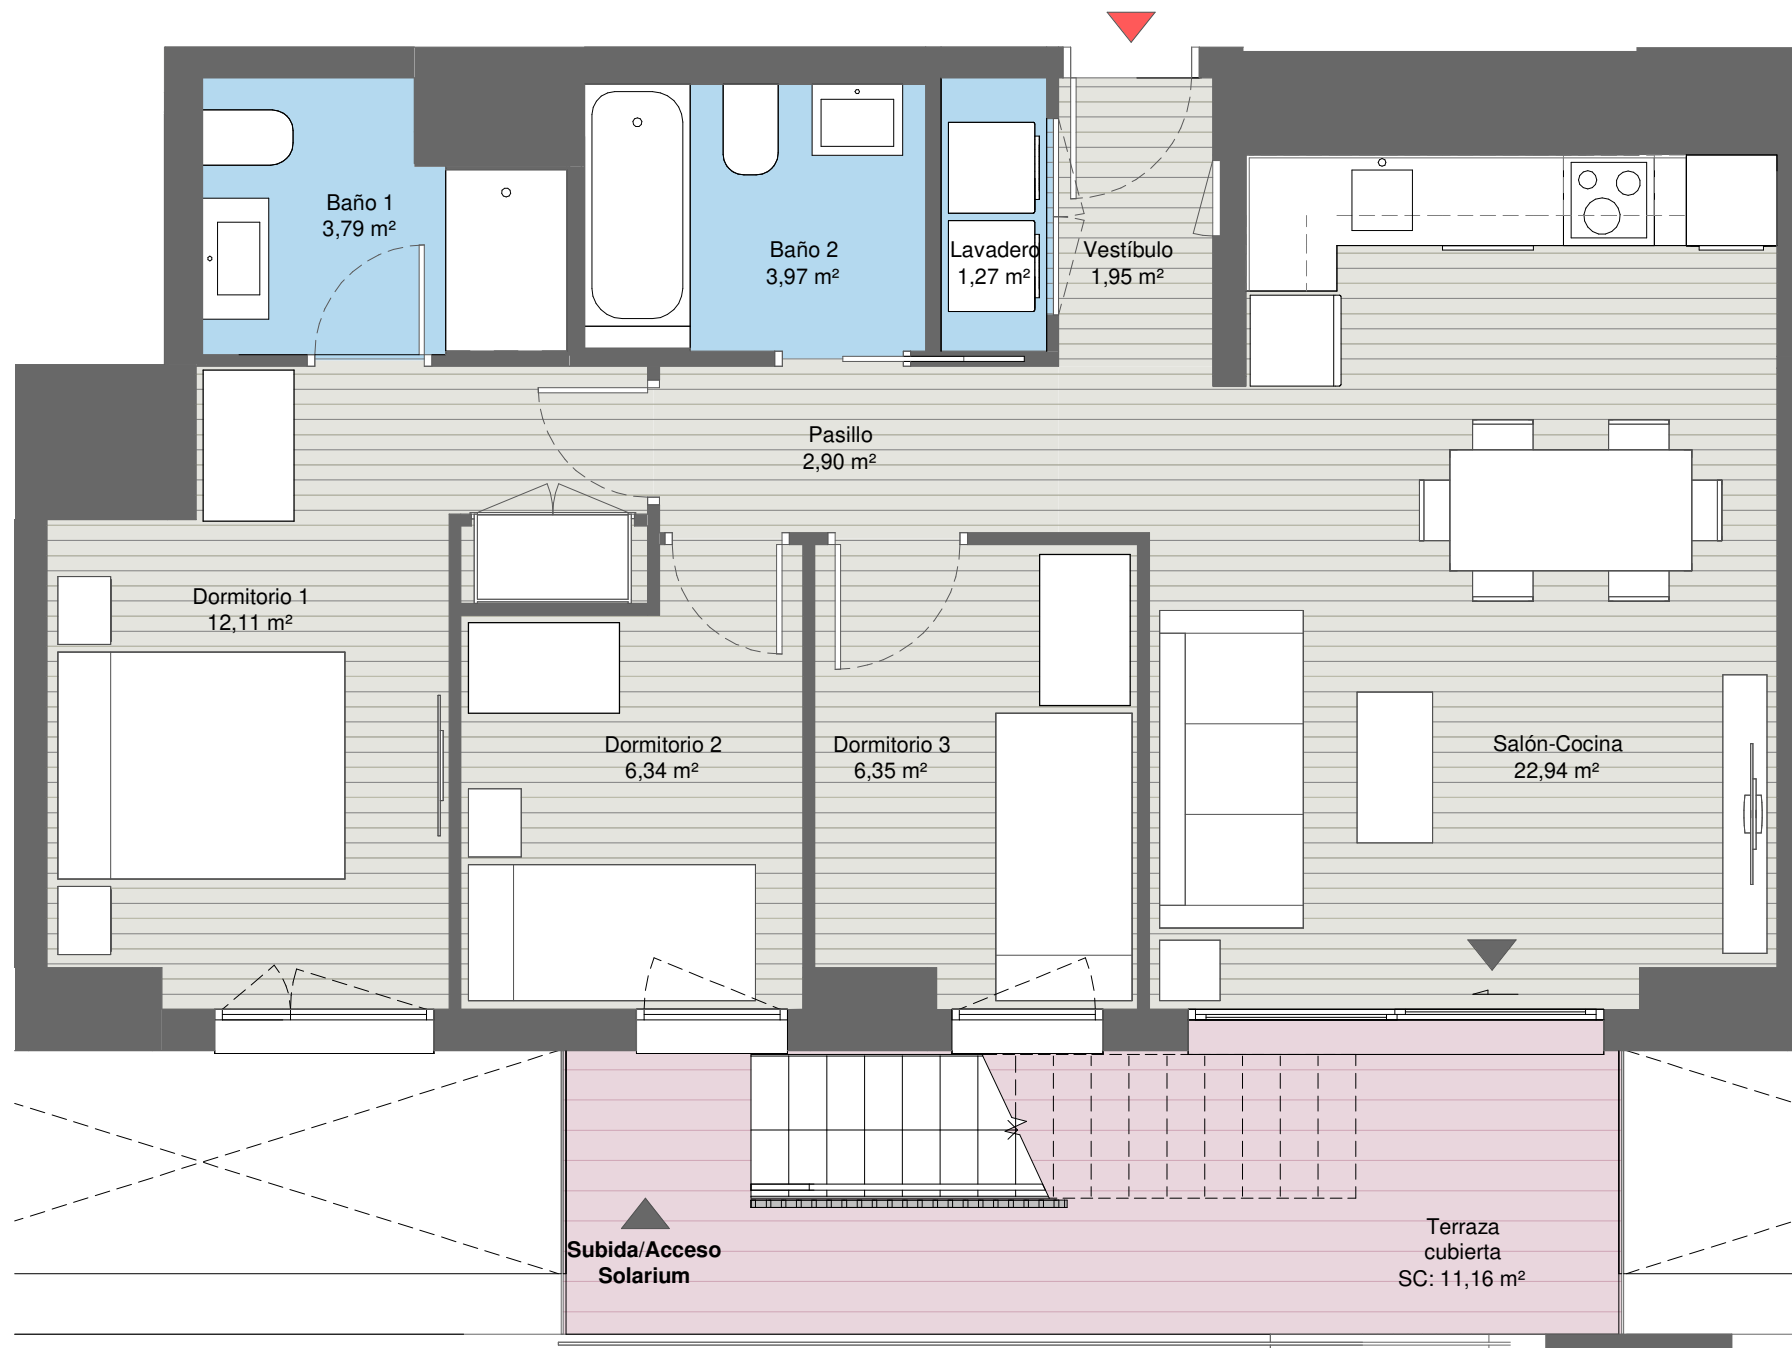 Baño 1
3,79 m²
Baño 2
3,97 m²
Lavadero
1,27 m²
Vestíbulo
1,95 m²
Pasillo
2,90 m²
Dormitorio 1
12,11 m²
Dormitorio 2
6,34 m²
Dormitorio 3
6,35 m²
Salón-Cocina
22,94 m²
Subida/Acceso
Solarium
Terraza
cubierta
SC: 11,16 m²